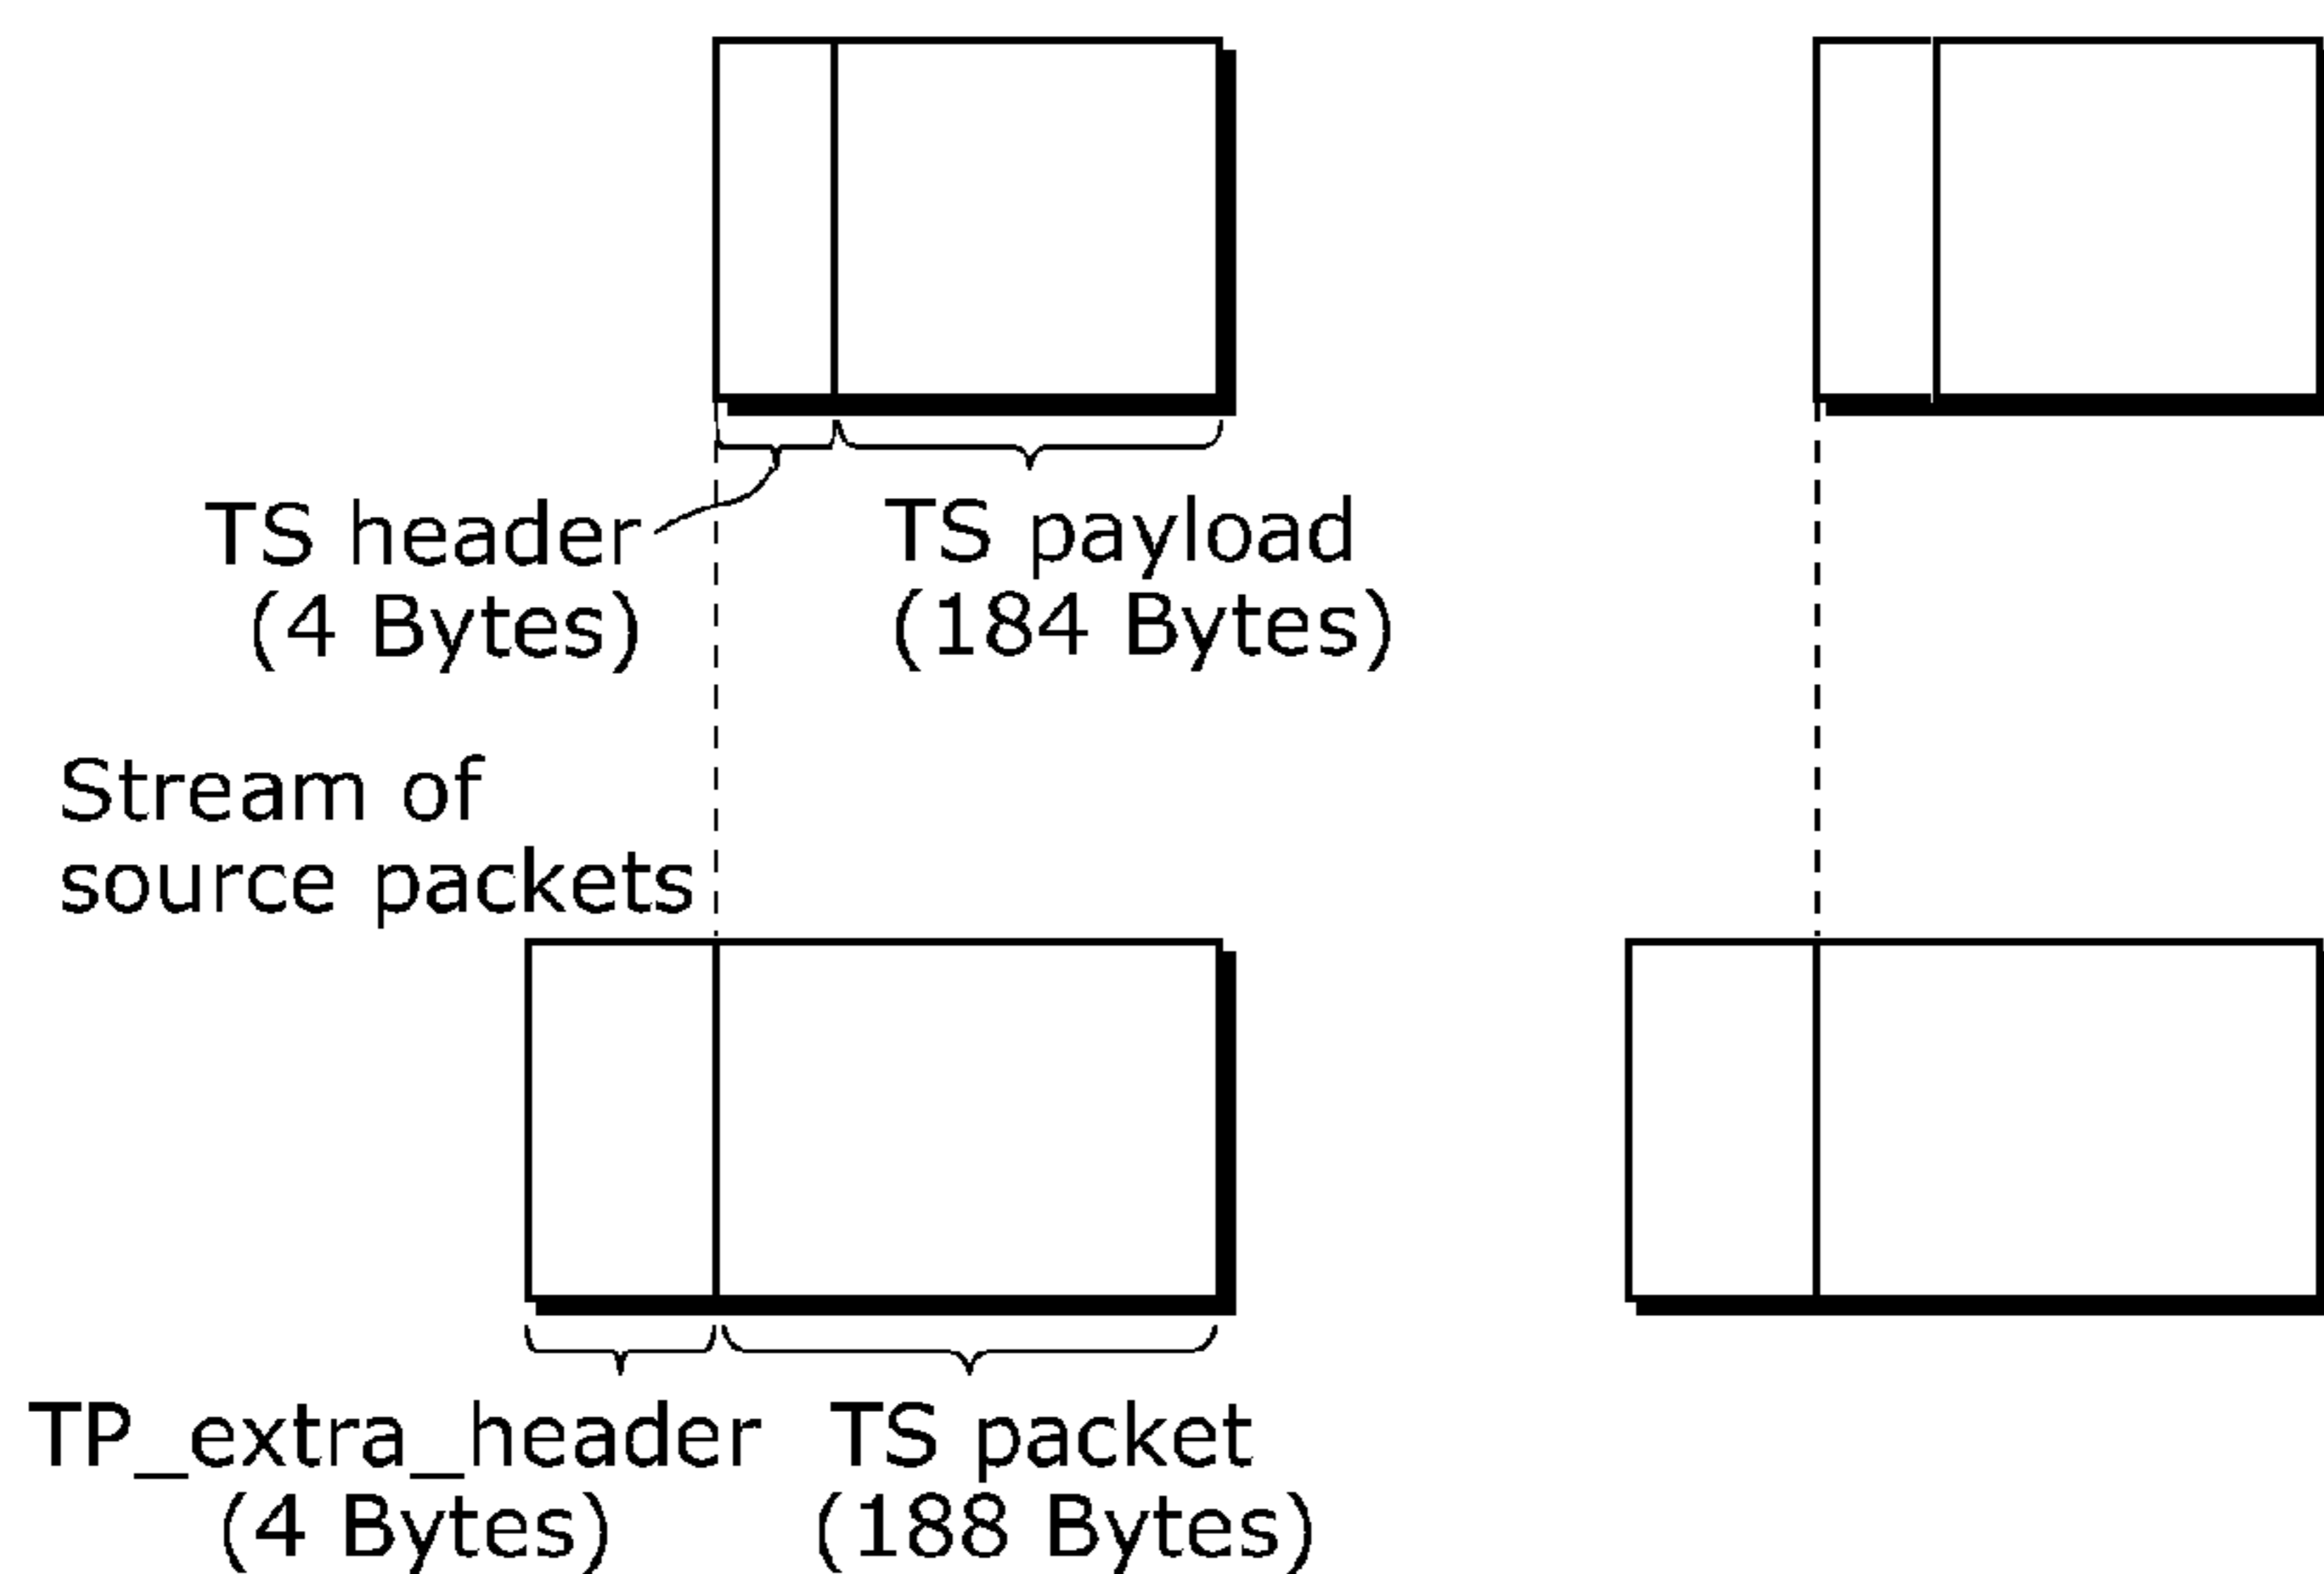 TS header
(4 Bytes)
TS payload
(184 Bytes)
Stream of
source packets
TP_extra_header
(4 Bytes)
TS packet
(188 Bytes)